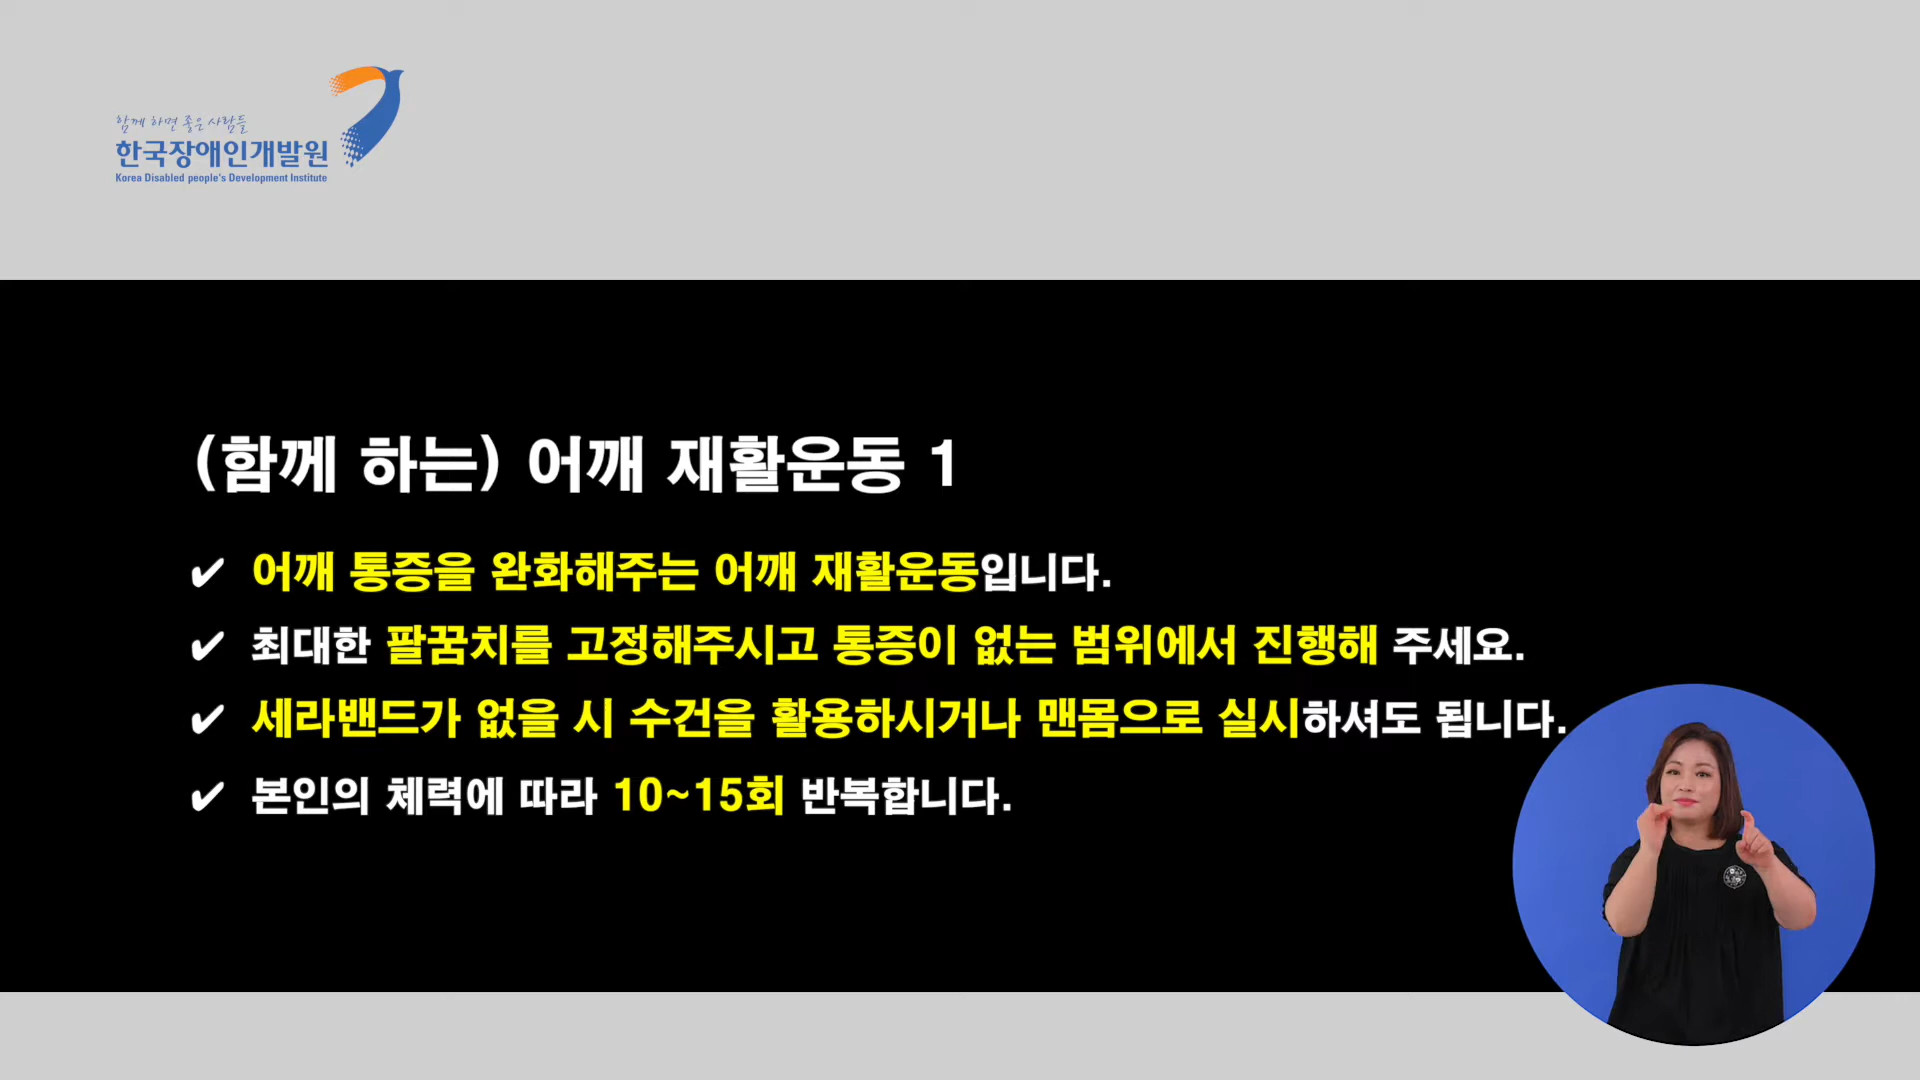 함께 하면 좋은 사람들
한국장애인개발원
Korea Disabled people's Development Institute
(함께 하는) 어깨 재활운동 1
✔ 어깨 통증을 완화해주는 어깨 재활운동입니다.
✔ 최대한 팔꿈치를 고정해주시고 통증이 없는 범위에서 진행해 주세요.
✔ 세라밴드가 없을 시 수건을 활용하시거나 맨몸으로 실시하셔도 됩니다.
✔ 본인의 체력에 따라 10~15회 반복합니다.